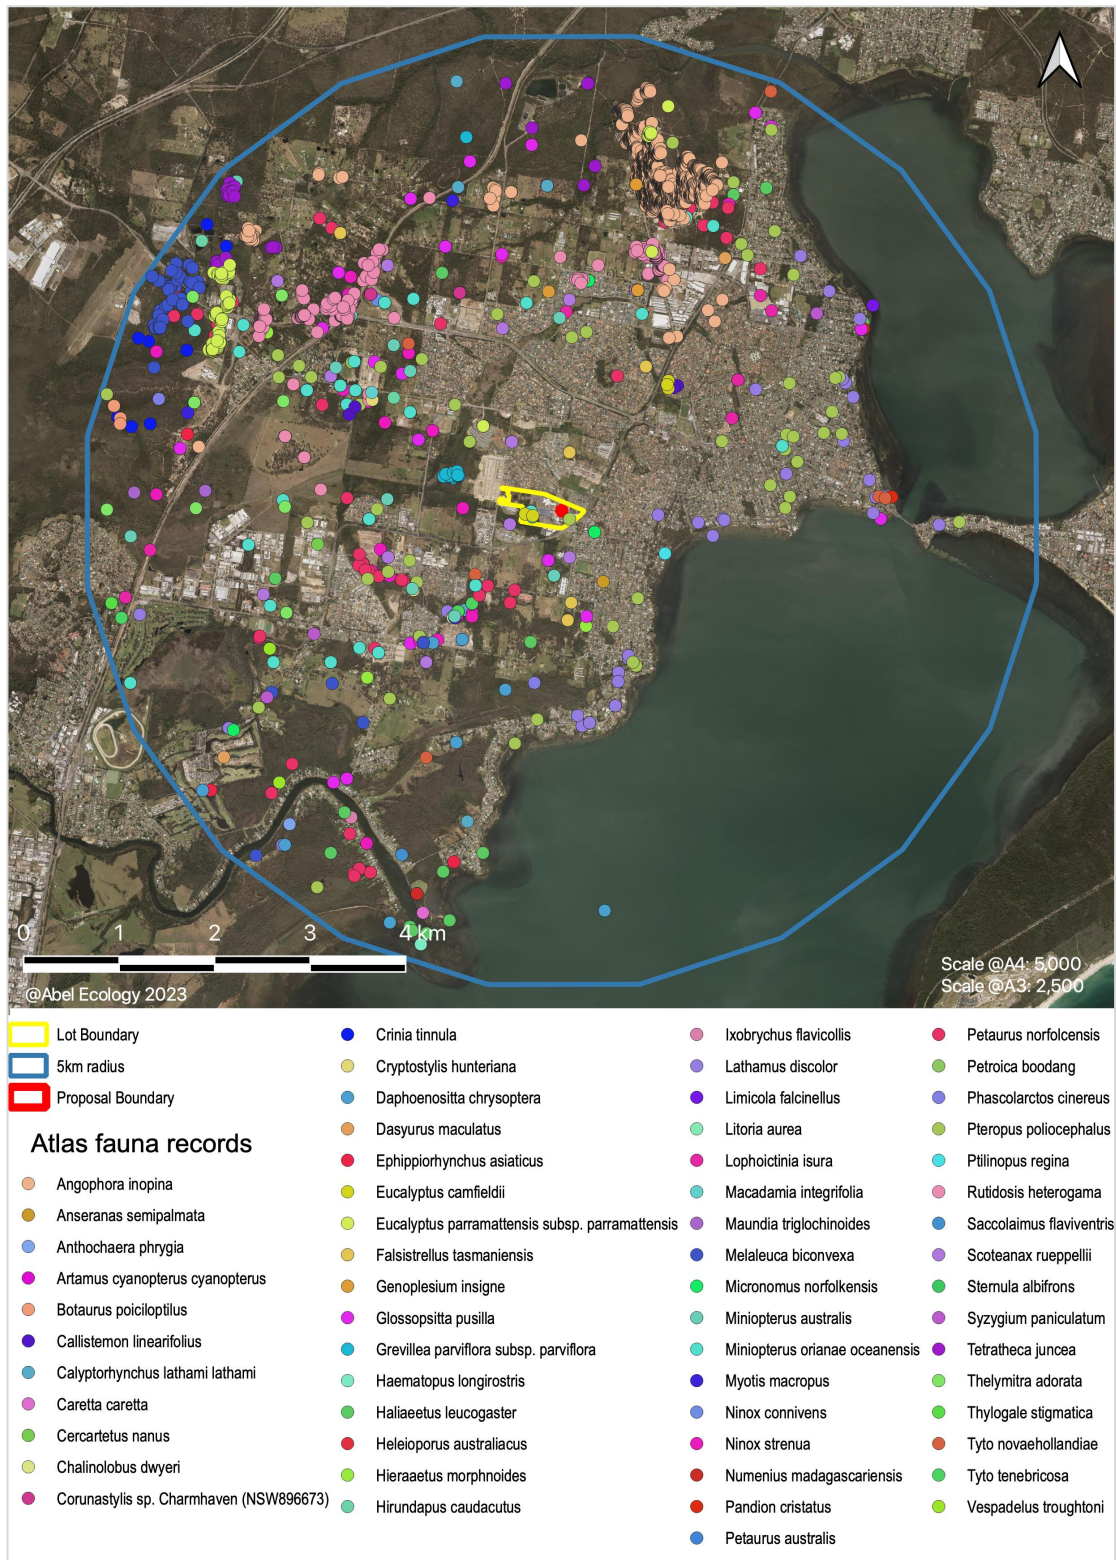 0 1 2 3 4 km
@Abel Ecology 2023
Scale @A4: 5,000
Scale @A3: 2,500
Lot Boundary
5km radius
Proposal Boundary
Atlas fauna records
Angophora inopina
Anseranas semipalmata
Anthochaera phrygia
Artamus cyanopterus cyanopterus
Botaurus poiciloptilus
Callistemon linearifolius
Calyptorhynchus lathami lathami
Caretta caretta
Cercartetus nanus
Chalinolobus dwyeri
Corunastylis sp. Charmhaven (NSW896673)
Crinia tinnula
Cryptostylis hunteriana
Daphoenositta chrysoptera
Dasyurus maculatus
Ephippiorhynchus asiaticus
Eucalyptus camfieldii
Eucalyptus parramattensis subsp. parramattensis
Falsistrellus tasmaniensis
Genoplesium insigne
Glossopsitta pusilla
Grevillea parviflora subsp. parviflora
Haematopus longirostris
Haliaeetus leucogaster
Heleioporus australiacus
Hieraaetus morphnoides
Hirundapus caudacutus
Ixobrychus flavicollis
Lathamus discolor
Limicola falcinellus
Litoria aurea
Lophoictinia isura
Macadamia integrifolia
Maundia triglochinoides
Melaleuca biconvexa
Micronomus norfolkensis
Miniopterus australis
Miniopterus orianae oceanensis
Myotis macropus
Ninox connivens
Ninox strenua
Numenius madagascariensis
Pandion cristatus
Petaurus australis
Petaurus norfolcensis
Petroica boodang
Phascolarctos cinereus
Pteropus poliocephalus
Ptilinopus regina
Rutidosis heterogama
Saccolaimus flaviventris
Scoteanax rueppellii
Sternula albifrons
Syzygium paniculatum
Tetratheca juncea
Thelymitra adorata
Thylogale stigmatica
Tyto novaehollandiae
Tyto tenebricosa
Vespadelus troughtoni